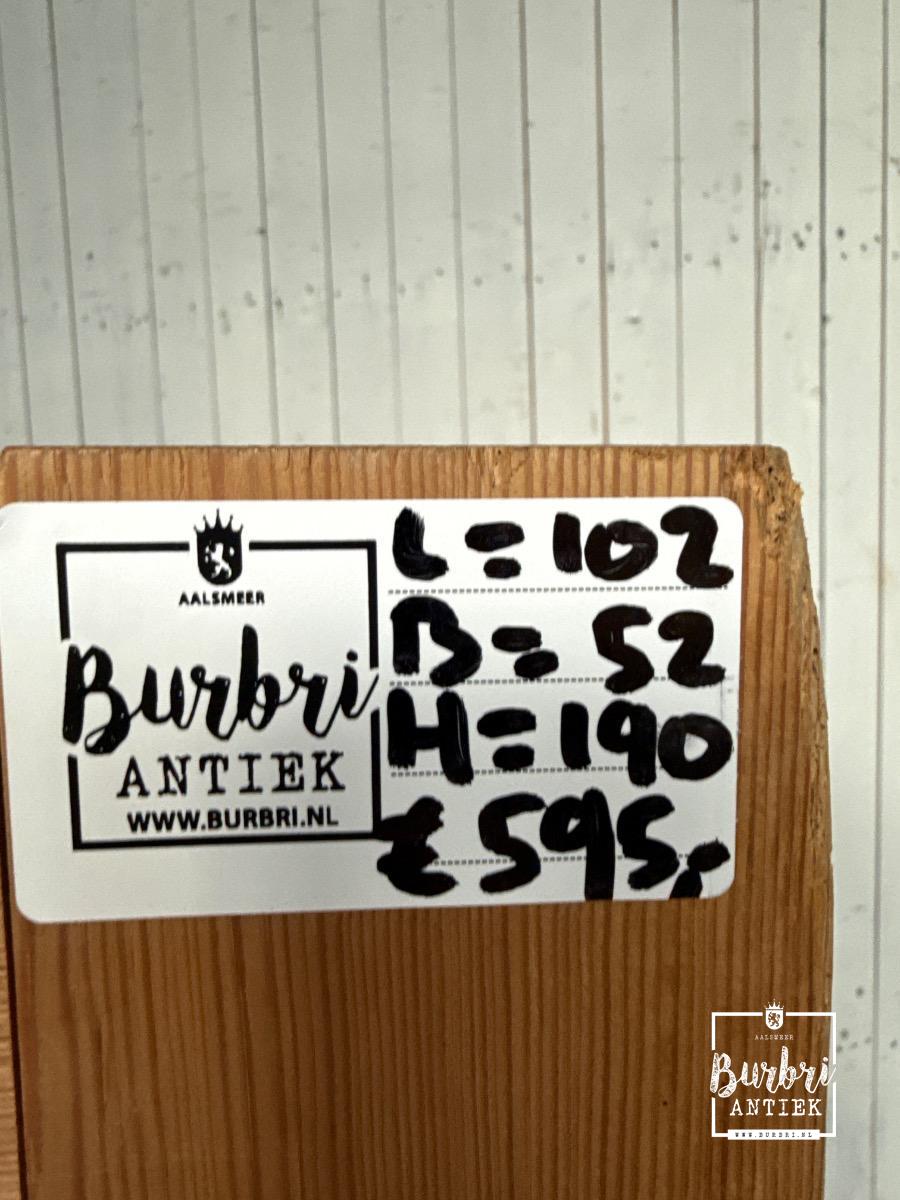 AALSMEER
Burbri
ANTIEK
WWW.BURBRI.NL
L = 102
B = 52
H = 190
€ 595,-
AALSMEER
Burbri
ANTIEK
WWW.BURBRI.NL